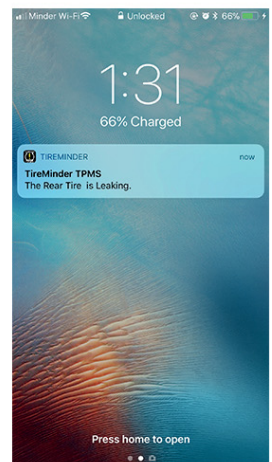 Minder Wi-Fi Unlocked 66%
1:31
66% Charged
TIREMINDER now
TireMinder TPMS
The Rear Tire is Leaking.
Press home to open